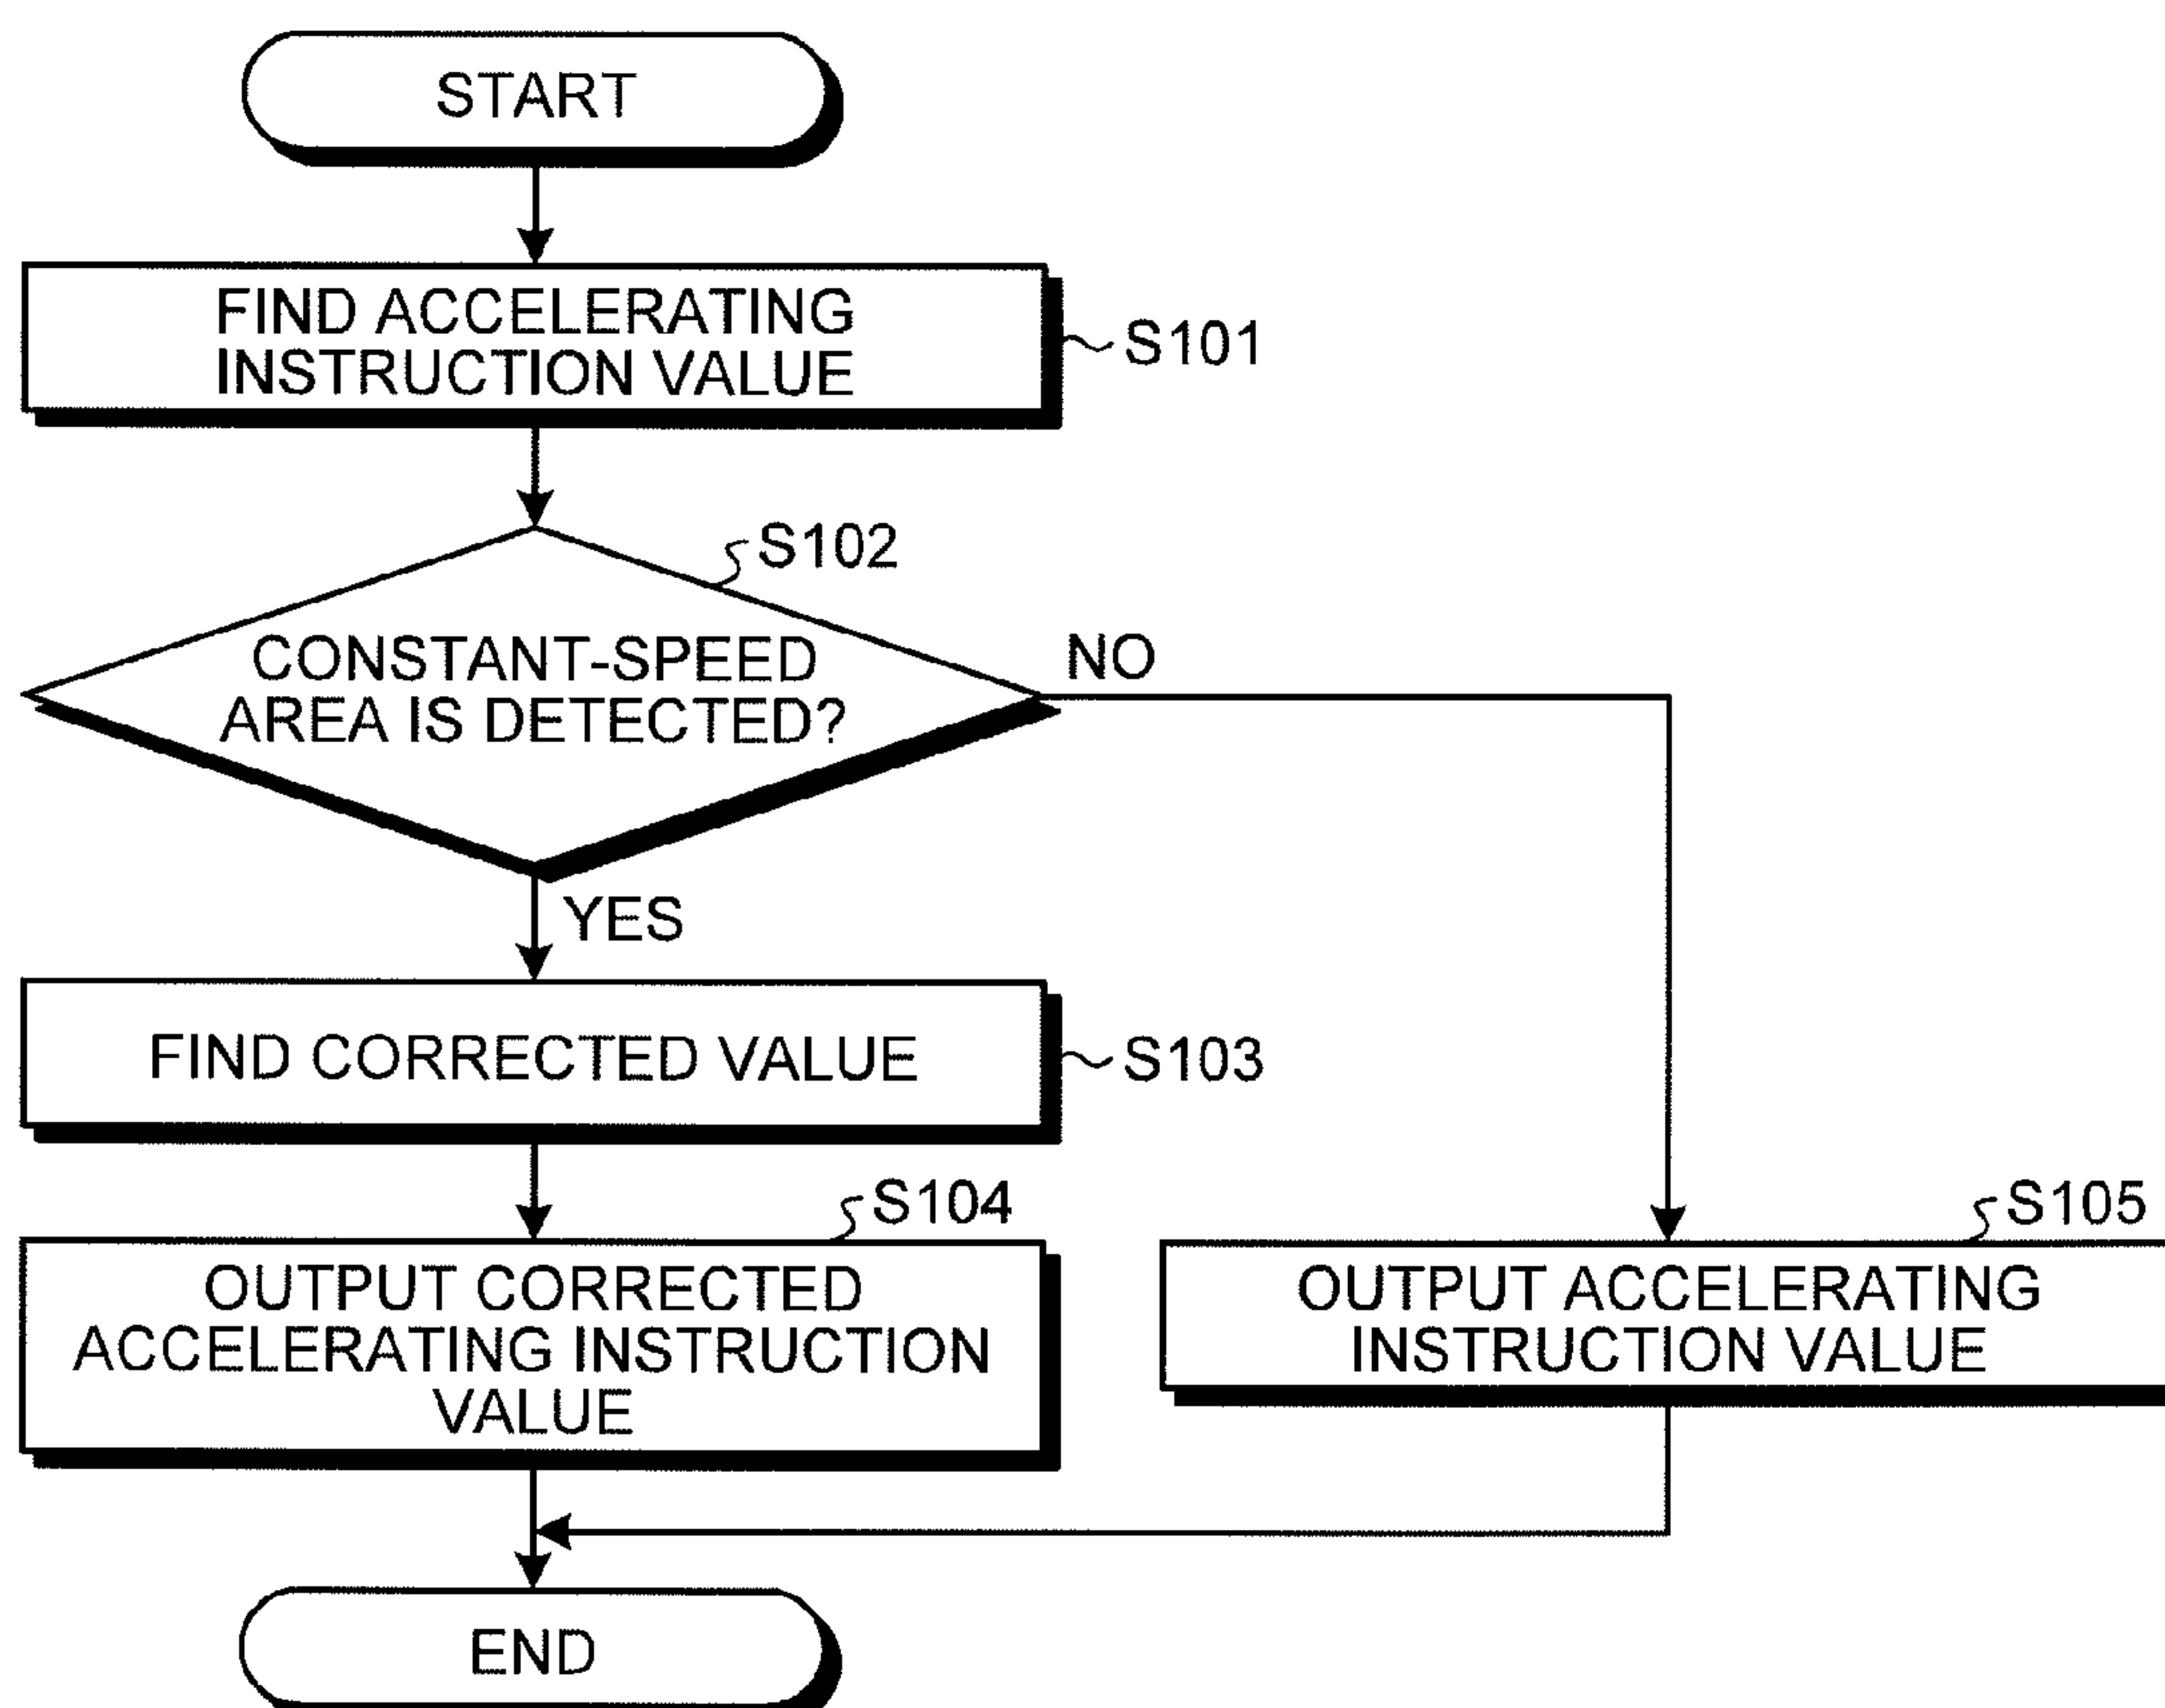 START
FIND ACCELERATING
INSTRUCTION VALUE
S101
S102
CONSTANT-SPEED
AREA IS DETECTED?
NO
YES
FIND CORRECTED VALUE
S103
S104
OUTPUT CORRECTED
ACCELERATING INSTRUCTION
VALUE
S105
OUTPUT ACCELERATING
INSTRUCTION VALUE
END